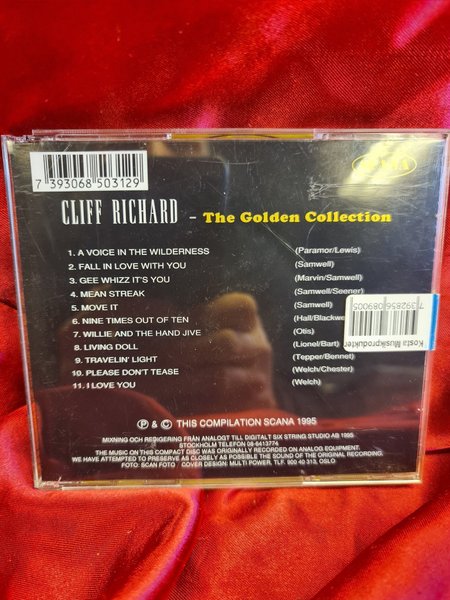 SCANA
7 393068 503129
CLIFF RICHARD – The Golden Collection
1. A VOICE IN THE WILDERNESS (Paramor/Lewis)
2. FALL IN LOVE WITH YOU (Samwell)
3. GEE WHIZZ IT'S YOU (Marvin/Samwell)
4. MEAN STREAK (Samwell/Seener)
5. MOVE IT (Samwell)
6. NINE TIMES OUT OF TEN (Hall/Blackwe
7. WILLIE AND THE HAND JIVE (Otis)
8. LIVING DOLL (Lionel/Bart)
9. TRAVELIN' LIGHT (Tepper/Bennet)
10. PLEASE DON'T TEASE (Welch/Chester)
11. I LOVE YOU (Welch)
Kosta Musikprodukter
7 392856 089005
Ⓟ & © THIS COMPILATION SCANA 1995
MIXNING OCH REDIGERING FRÅN ANALOGT TILL DIGITALT SIX STRING STUDIO AB 1995
STOCKHOLM TELEFON 08-6413774
THE MUSIC ON THIS COMPACT DISC WAS ORIGINALLY RECORDED ON ANALOG EQUIPMENT.
WE HAVE ATTEMPTED TO PRESERVE AS CLOSELY AS POSSIBLE THE SOUND OF THE ORIGINAL RECORDING.
FOTO: SCAN FOTO COVER DESIGN: MULTI POWER, TLF. 900 40 313, OSLO